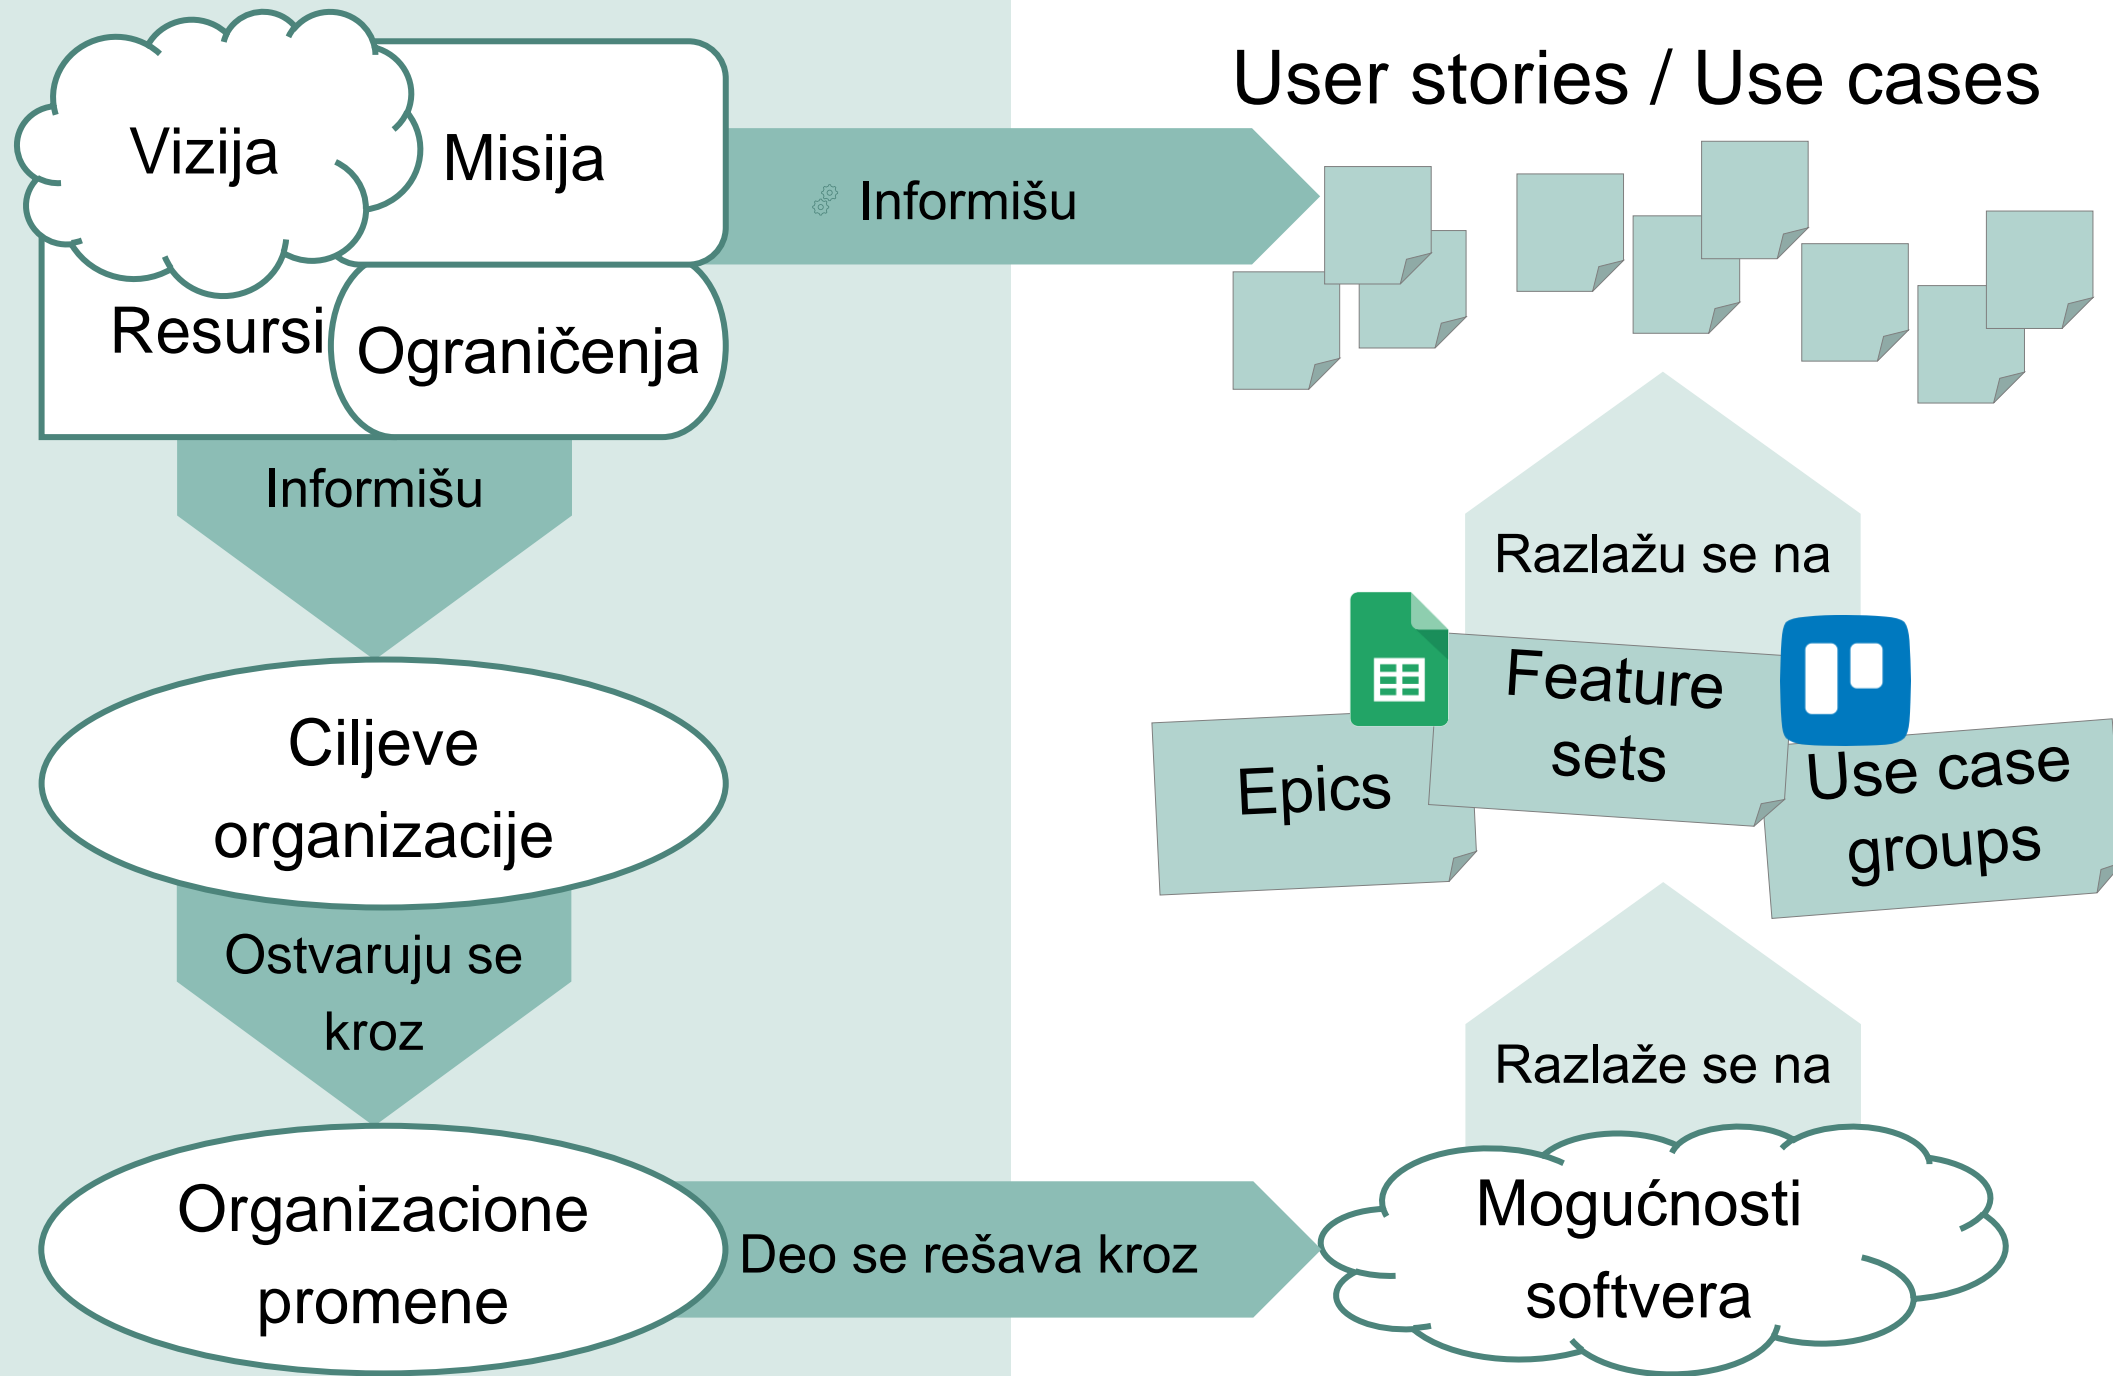 Vizija
Misija
Resursi
Ograničenja
Informišu
Ciljeve
organizacije
Ostvaruju se
kroz
Organizacione
promene
Informišu
Deo se rešava kroz
User stories / Use cases
Razlažu se na
Epics
Feature
sets
Use case
groups
Razlaže se na
Mogućnosti
softvera